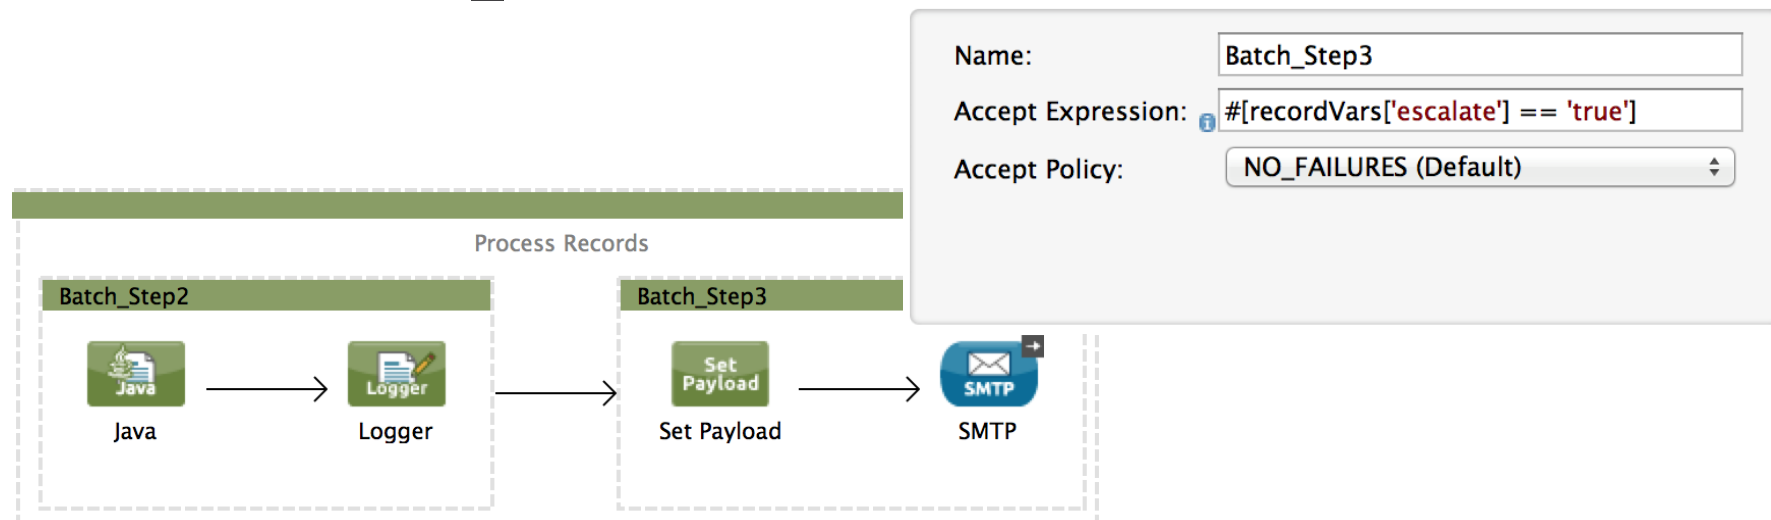 Name:
Batch_Step3
Accept Expression:
#[recordVars['escalate'] == 'true']
Accept Policy:
NO_FAILURES (Default)
Process Records
Batch_Step2
Batch_Step3
Java
Logger
Set
Payload
SMTP
Java
Logger
Set Payload
SMTP